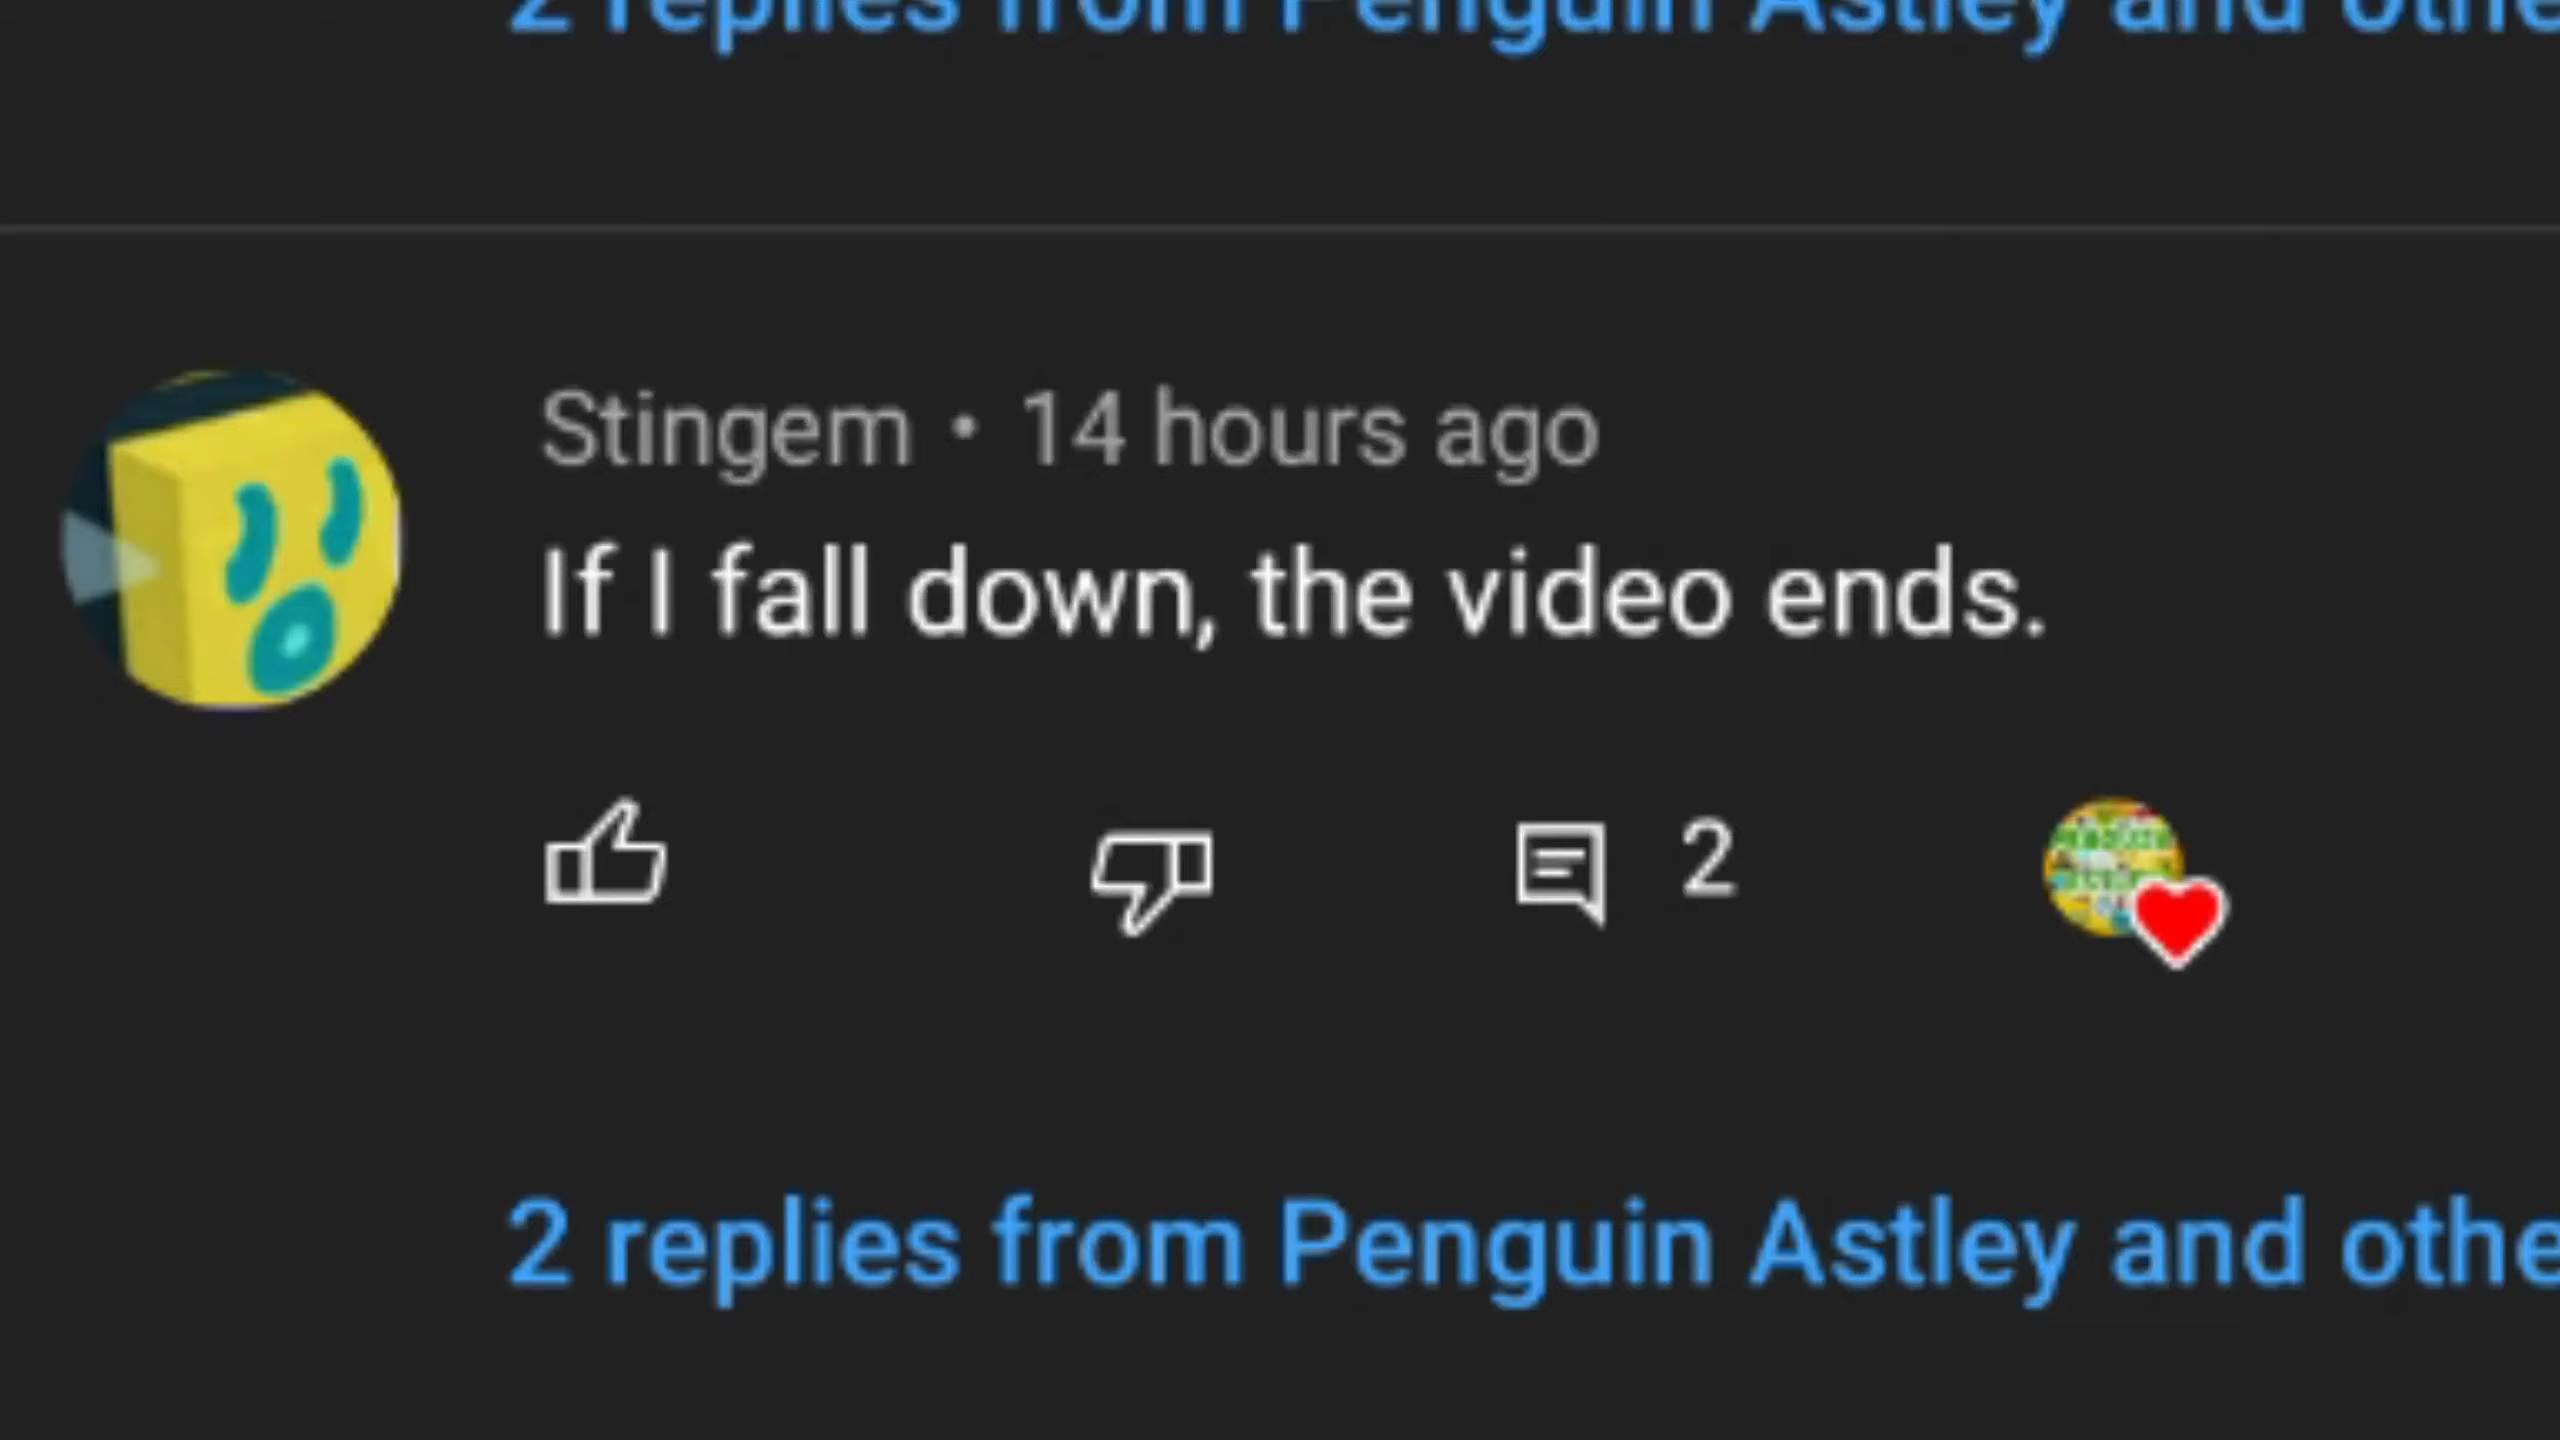 2 replies from Penguin Astley and othe
Stingem • 14 hours ago
If I fall down, the video ends.
2
2 replies from Penguin Astley and othe